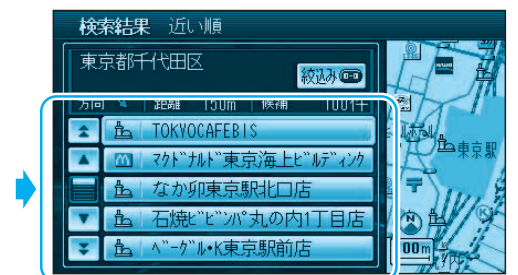 検索結果 近い順
東京都千代田区
絞込み
方向 距離 150m 候補 100件
TOKYOCAFEBIS
マクドナルド東京海上ビルディング
なか卯東京駅北口店
石焼ビビンパ丸の内1丁目店
ベーグル・K東京駅前店
東京駅
00m